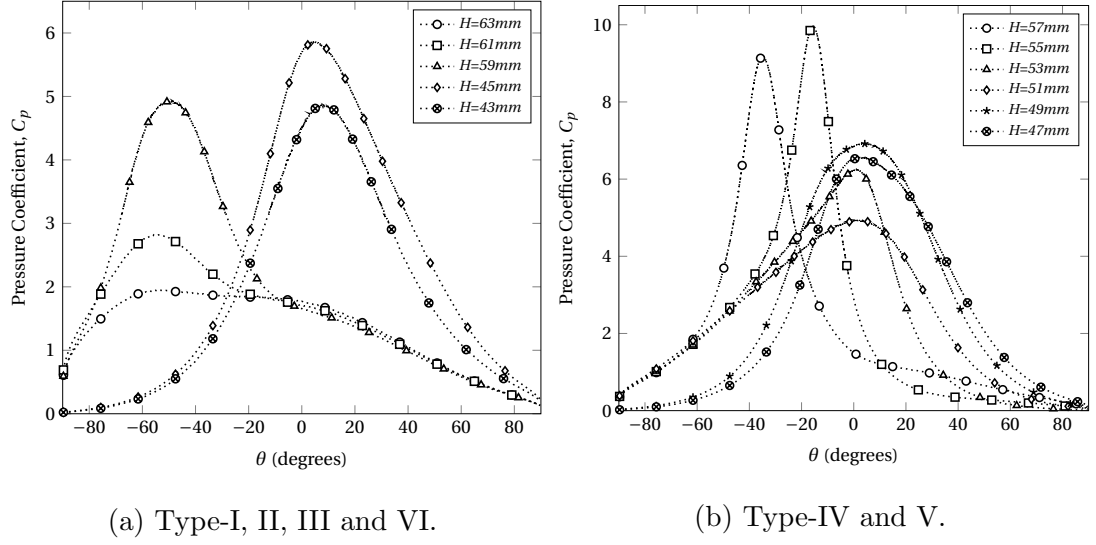 6
5
4
3
2
1
0
−80
−60
−40
−20
0
20
40
60
80
Pressure Coefficient, Cp
θ (degrees)
H=63mm
H=61mm
H=59mm
H=45mm
H=43mm
(a) Type-I, II, III and VI.
10
8
6
4
2
0
−80
−60
−40
−20
0
20
40
60
80
Pressure Coefficient, Cp
θ (degrees)
H=57mm
H=55mm
H=53mm
H=51mm
H=49mm
H=47mm
(b) Type-IV and V.